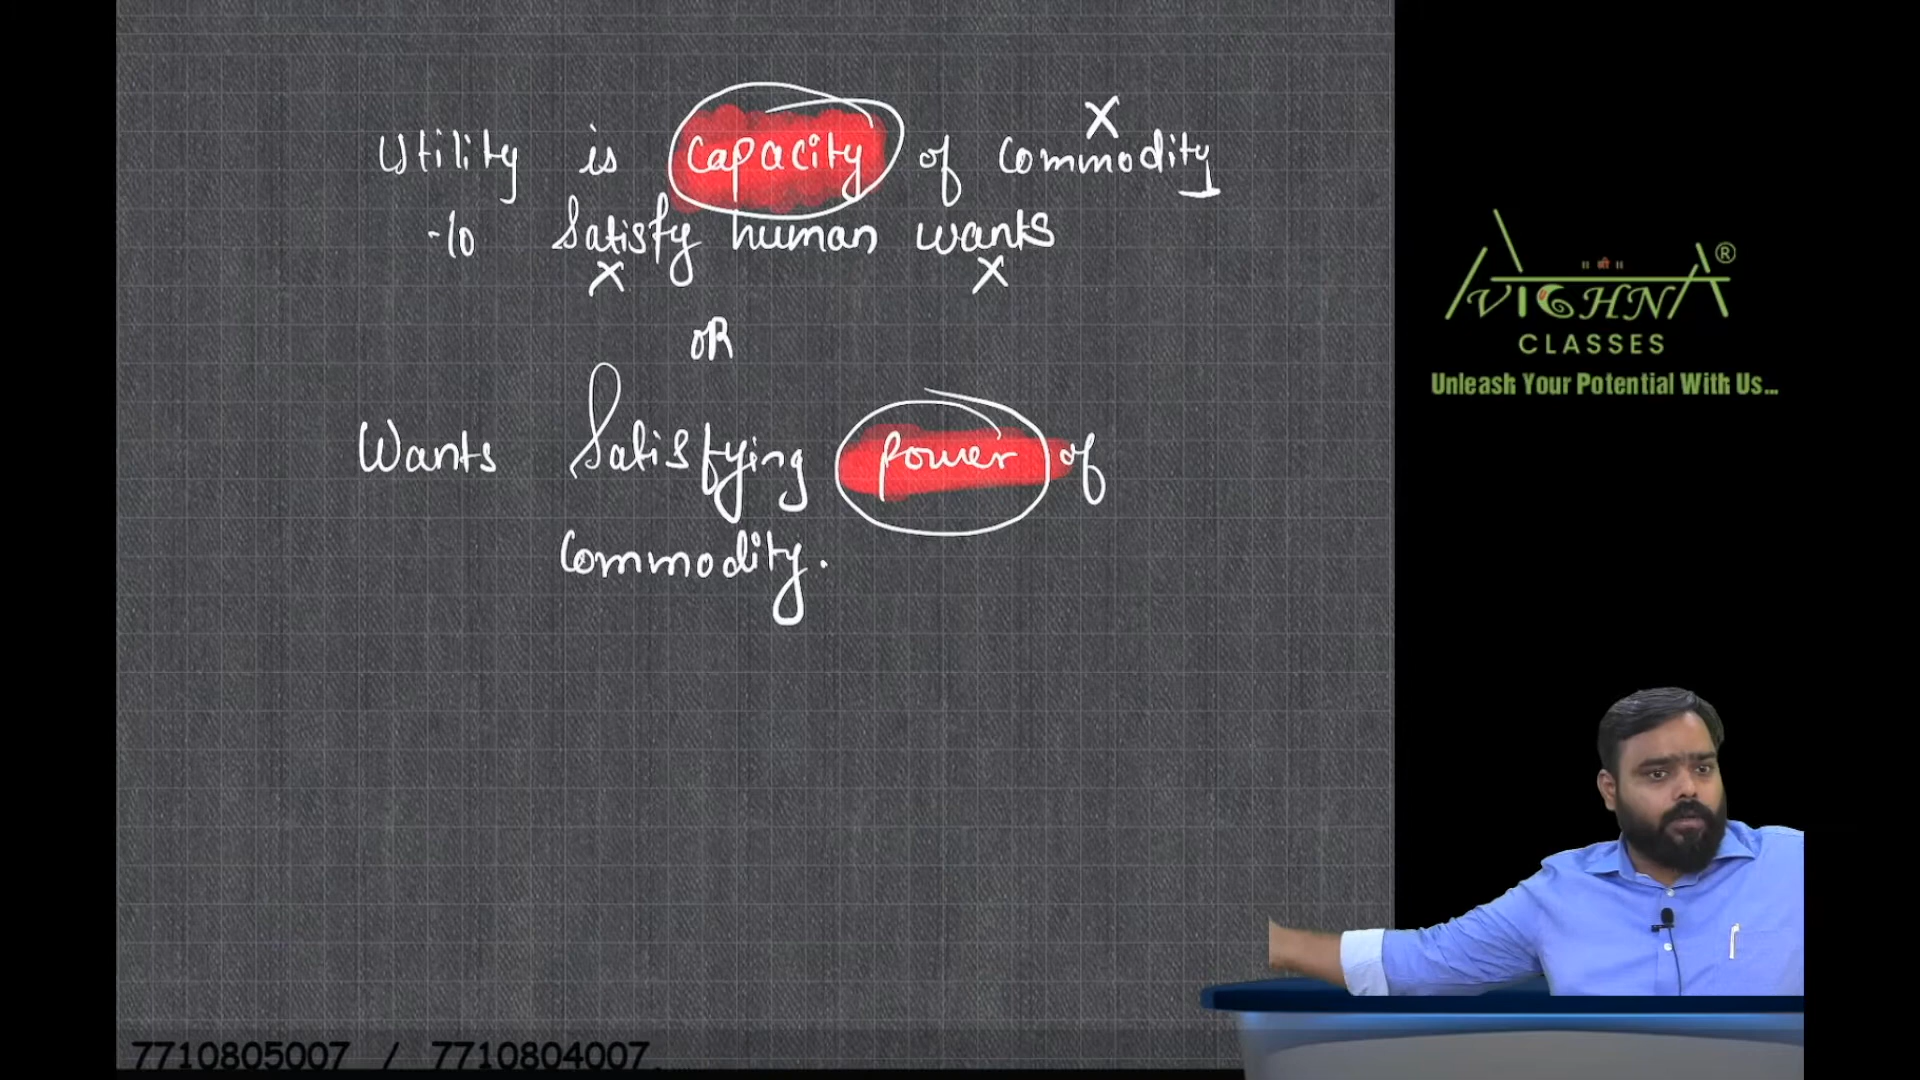 X
Utility is capacity of commodity
to satisfy human wants
X X
OR
Wants satisfying power of
commodity.
®
॥ श्री ॥
AVIGHNA
CLASSES
Unleash Your Potential With Us...
7710805007 / 7710804007